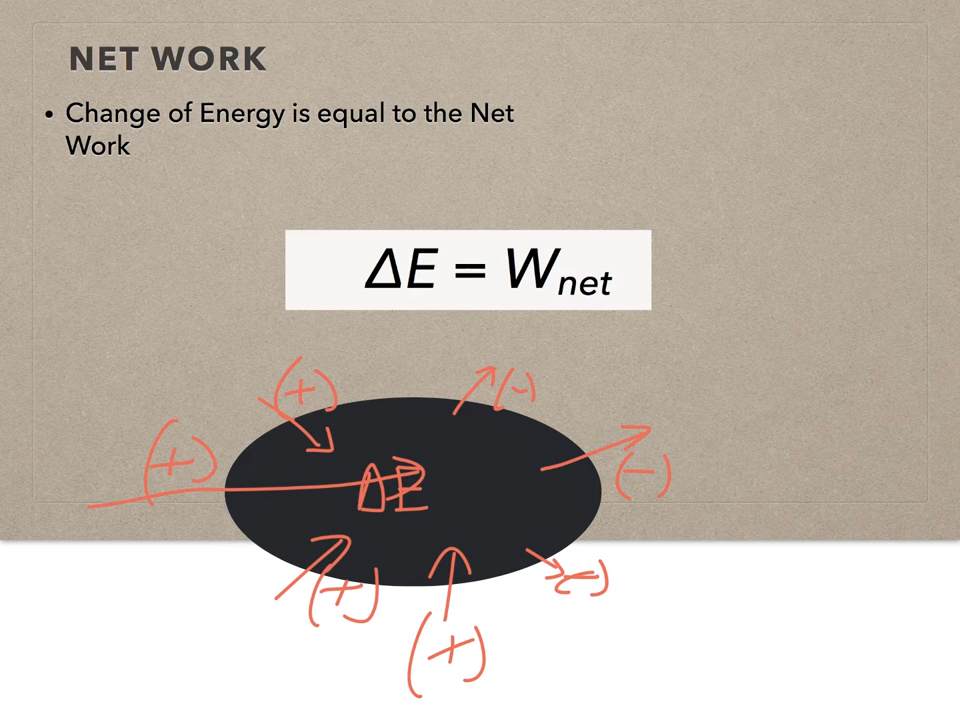 NET WORK
• Change of Energy is equal to the Net
Work
ΔE = Wnet
(+)
(-)
(+)
ΔE
(-)
(+)
(-)
(+)